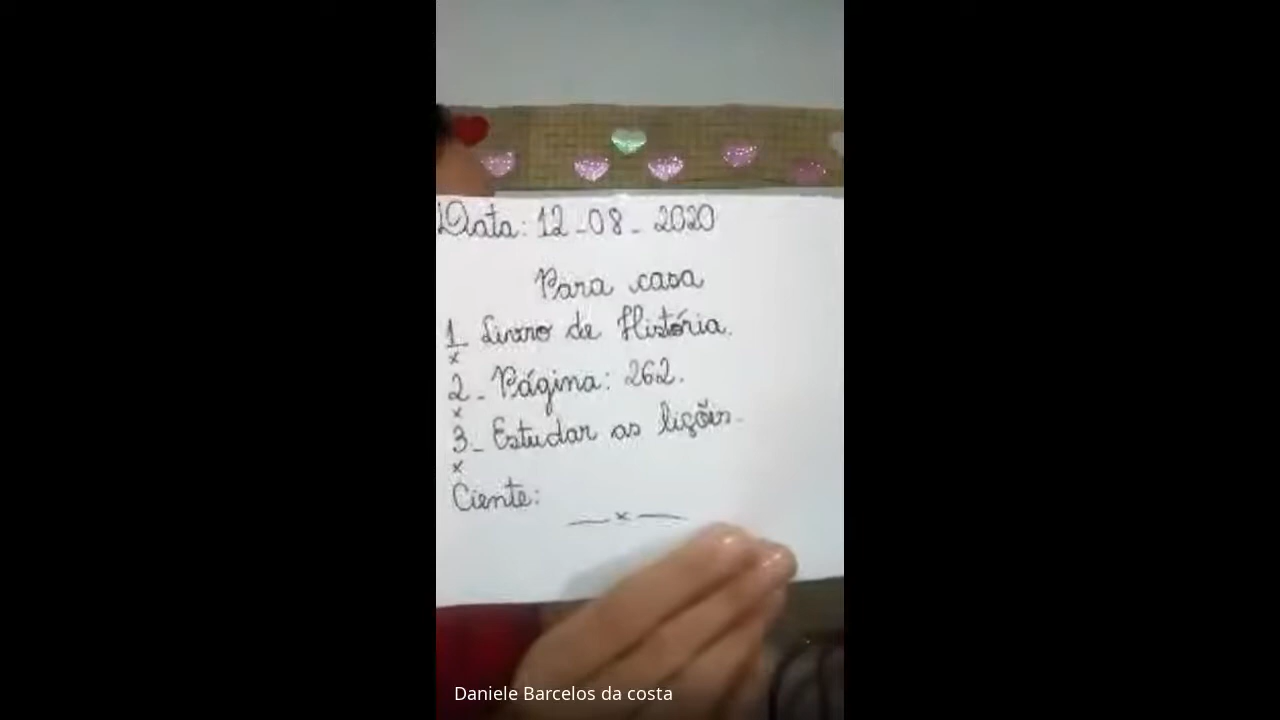 Data: 12-08-2020
Para casa
1- Livro de História.
x
2- Página: 262.
x
3- Estudar as lições.
x
Ciente:
—x—
Daniele Barcelos da costa